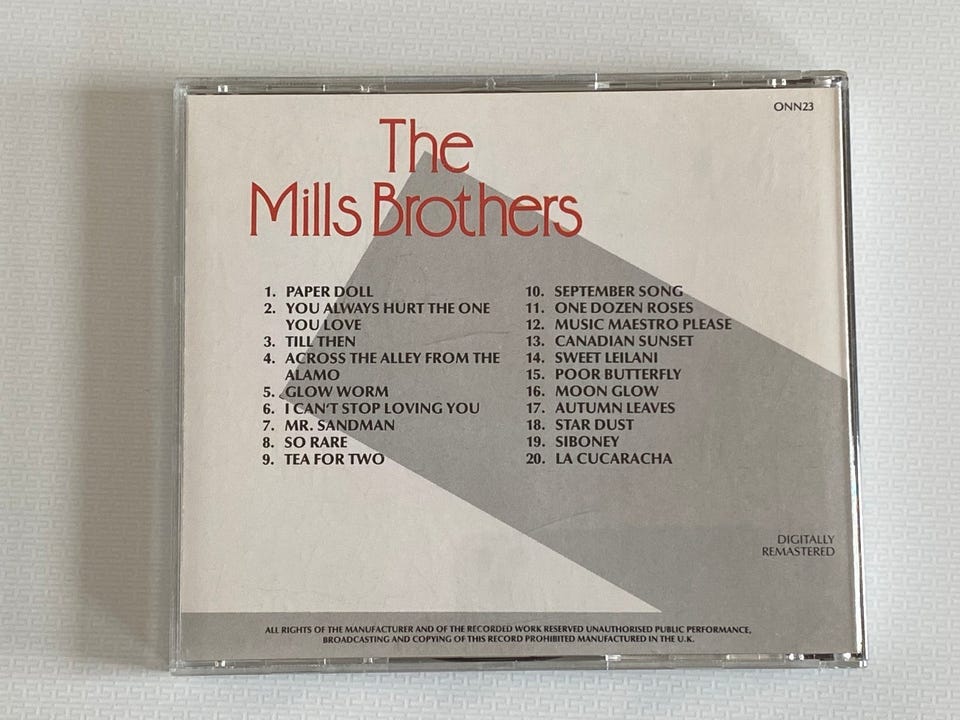 ONN23
The
Mills Brothers
1. PAPER DOLL
2. YOU ALWAYS HURT THE ONE
YOU LOVE
3. TILL THEN
4. ACROSS THE ALLEY FROM THE
ALAMO
5. GLOW WORM
6. I CAN'T STOP LOVING YOU
7. MR. SANDMAN
8. SO RARE
9. TEA FOR TWO
10. SEPTEMBER SONG
11. ONE DOZEN ROSES
12. MUSIC MAESTRO PLEASE
13. CANADIAN SUNSET
14. SWEET LEILANI
15. POOR BUTTERFLY
16. MOON GLOW
17. AUTUMN LEAVES
18. STAR DUST
19. SIBONEY
20. LA CUCARACHA
DIGITALLY
REMASTERED
ALL RIGHTS OF THE MANUFACTURER AND OF THE RECORDED WORK RESERVED UNAUTHORISED PUBLIC PERFORMANCE,
BROADCASTING AND COPYING OF THIS RECORD PROHIBITED MANUFACTURED IN THE U.K.